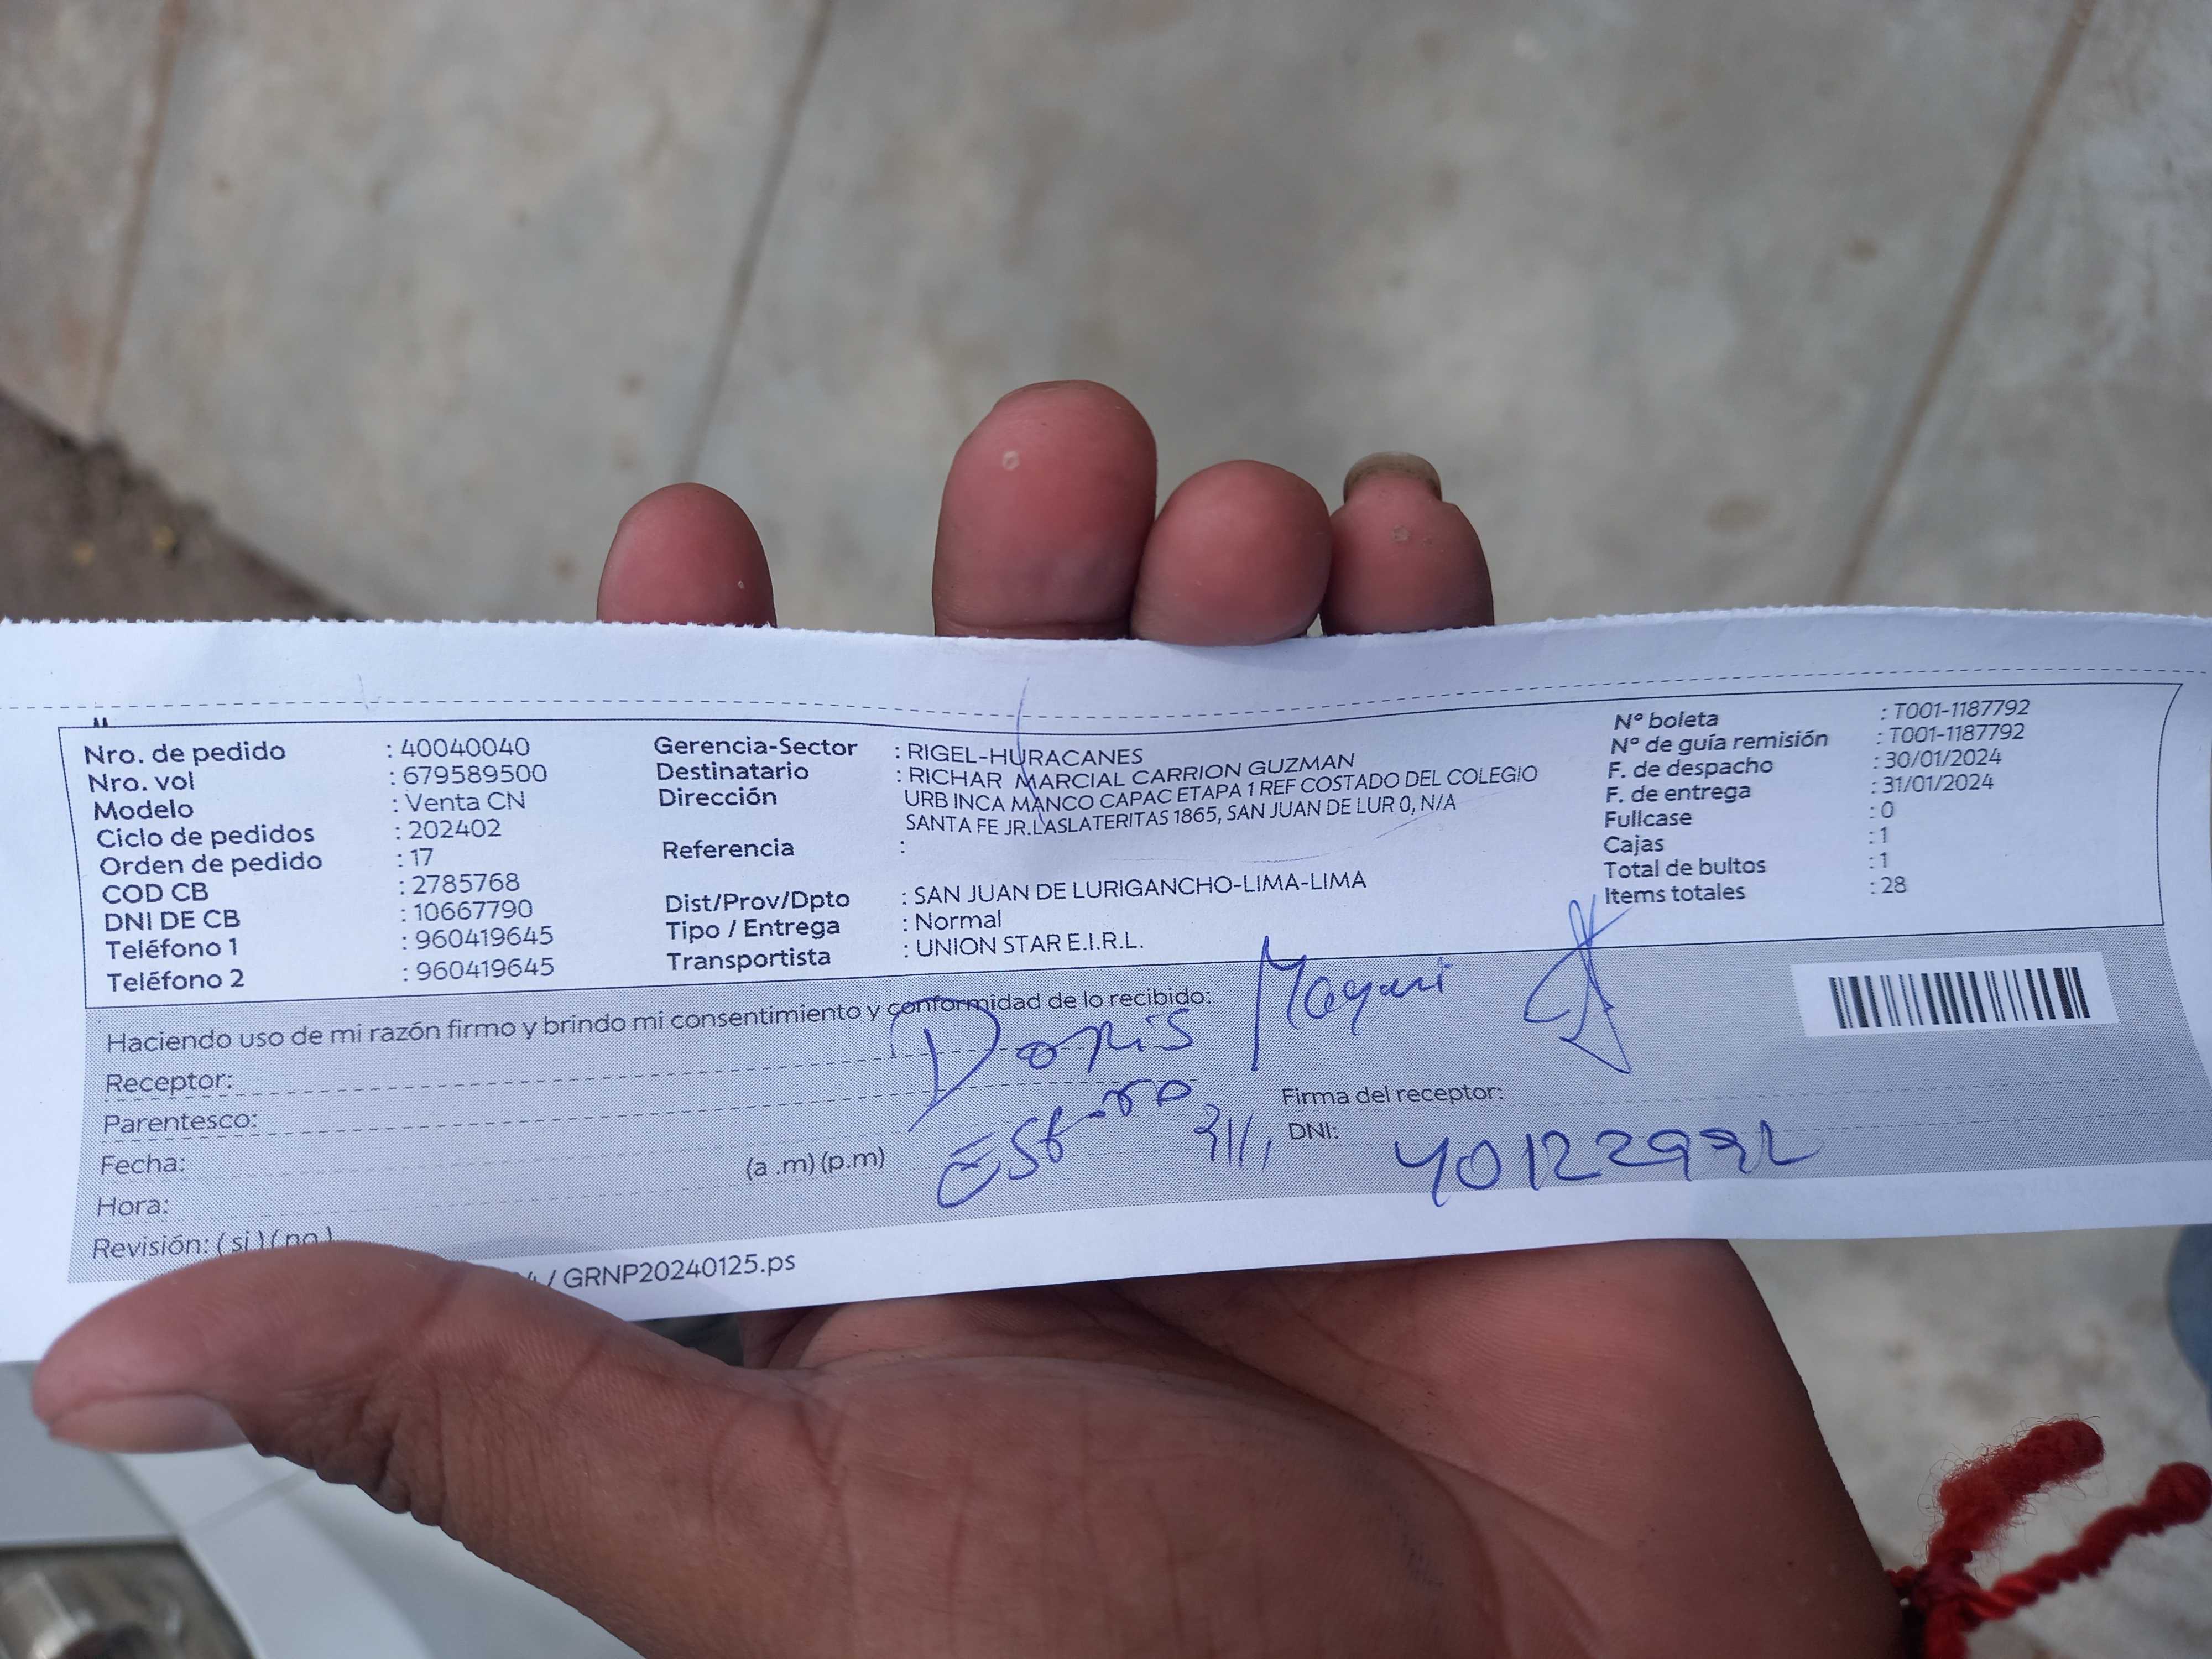 Nro. de pedido : 40040040
Nro. vol : 679589500
Modelo : Venta CN
Ciclo de pedidos : 202402
Orden de pedido : 17
COD CB : 2785768
DNI DE CB : 10667790
Teléfono 1 : 960419645
Teléfono 2 : 960419645
Gerencia-Sector : RIGEL-HURACANES
Destinatario : RICHAR MARCIAL CARRION GUZMAN
Dirección URB INCA MANCO CAPAC ETAPA 1 REF COSTADO DEL COLEGIO
SANTA FE JR.LASLATERITAS 1865, SAN JUAN DE LUR 0, N/A
Referencia :
Dist/Prov/Dpto : SAN JUAN DE LURIGANCHO-LIMA-LIMA
Tipo / Entrega : Normal
Transportista : UNION STAR E.I.R.L.
Nº boleta : T001-1187792
Nº de guía remisión : T001-1187792
F. de despacho : 30/01/2024
F. de entrega : 31/01/2024
Fullcase : 0
Cajas : 1
Total de bultos : 1
Items totales : 28
Haciendo uso de mi razón firmo y brindo mi consentimiento y conformidad de lo recibido:
Receptor: Doris
Parentesco:
Fecha:
Hora: (a .m) (p.m)
Revisión: ( si ) ( no )
Firma del receptor:
DNI: 40122992
/ GRNP20240125.ps